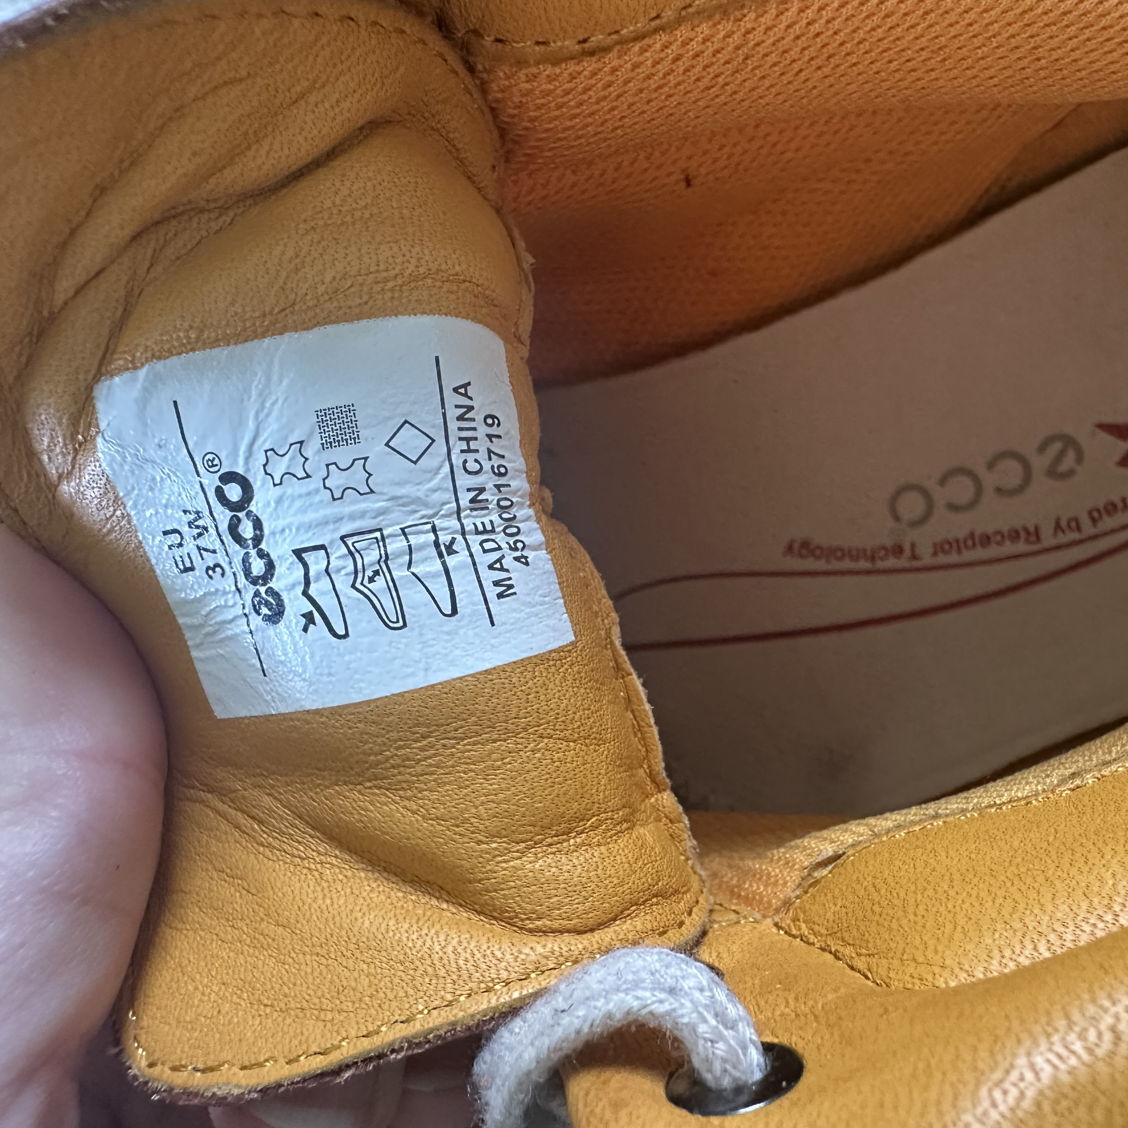 EU
37W
ecco®
MADE IN CHINA
4500016719
ecco
red by Receptor Technology